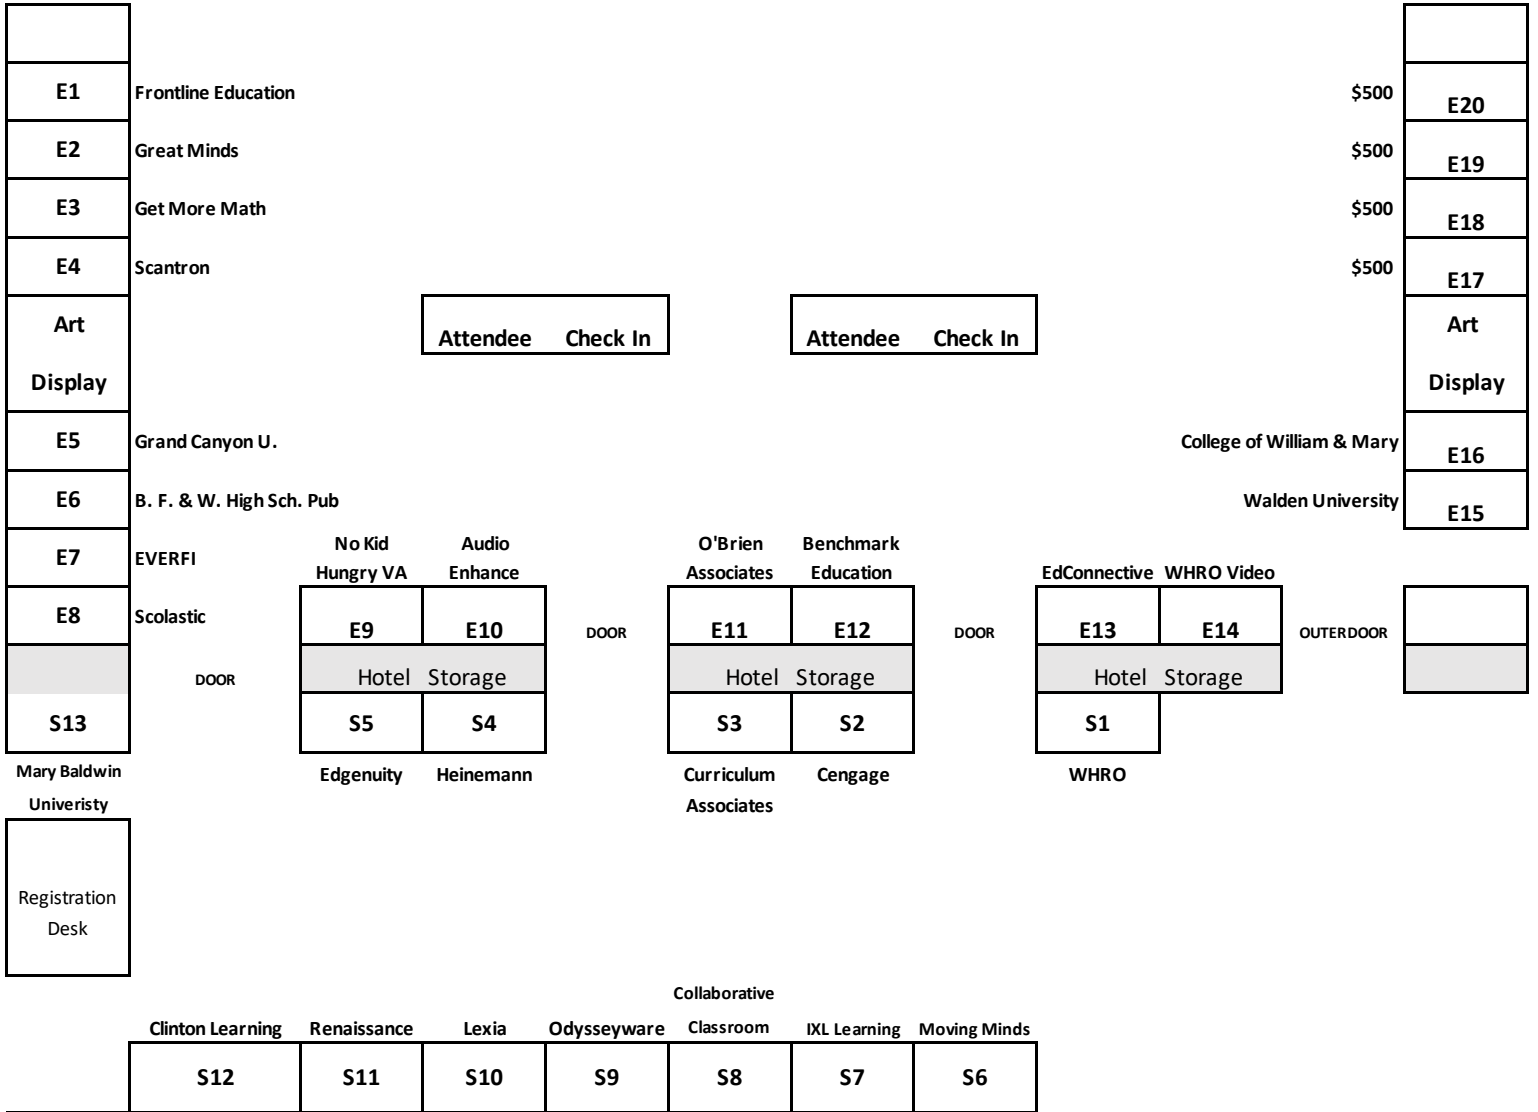 E1 Frontline Education $500 E20
E2 Great Minds $500 E19
E3 Get More Math $500 E18
E4 Scantron $500 E17
Art Attendee Check In Attendee Check In Art
Display Display
E5 Grand Canyon U. College of William & Mary E16
E6 B. F. & W. High Sch. Pub Walden University E15
No Kid Audio O'Brien Benchmark
E7 EVERFI Hungry VA Enhance Associates Education EdConnective WHRO Video
E8 Scolastic E9 E10 DOOR E11 E12 DOOR E13 E14 OUTERDOOR
DOOR Hotel Storage Hotel Storage Hotel Storage
S13 S5 S4 S3 S2 S1
Mary Baldwin Edgenuity Heinemann Curriculum Cengage WHRO
Univeristy Associates
Registration
Desk
Collaborative
Clinton Learning Renaissance Lexia Odysseyware Classroom IXL Learning Moving Minds
S12 S11 S10 S9 S8 S7 S6